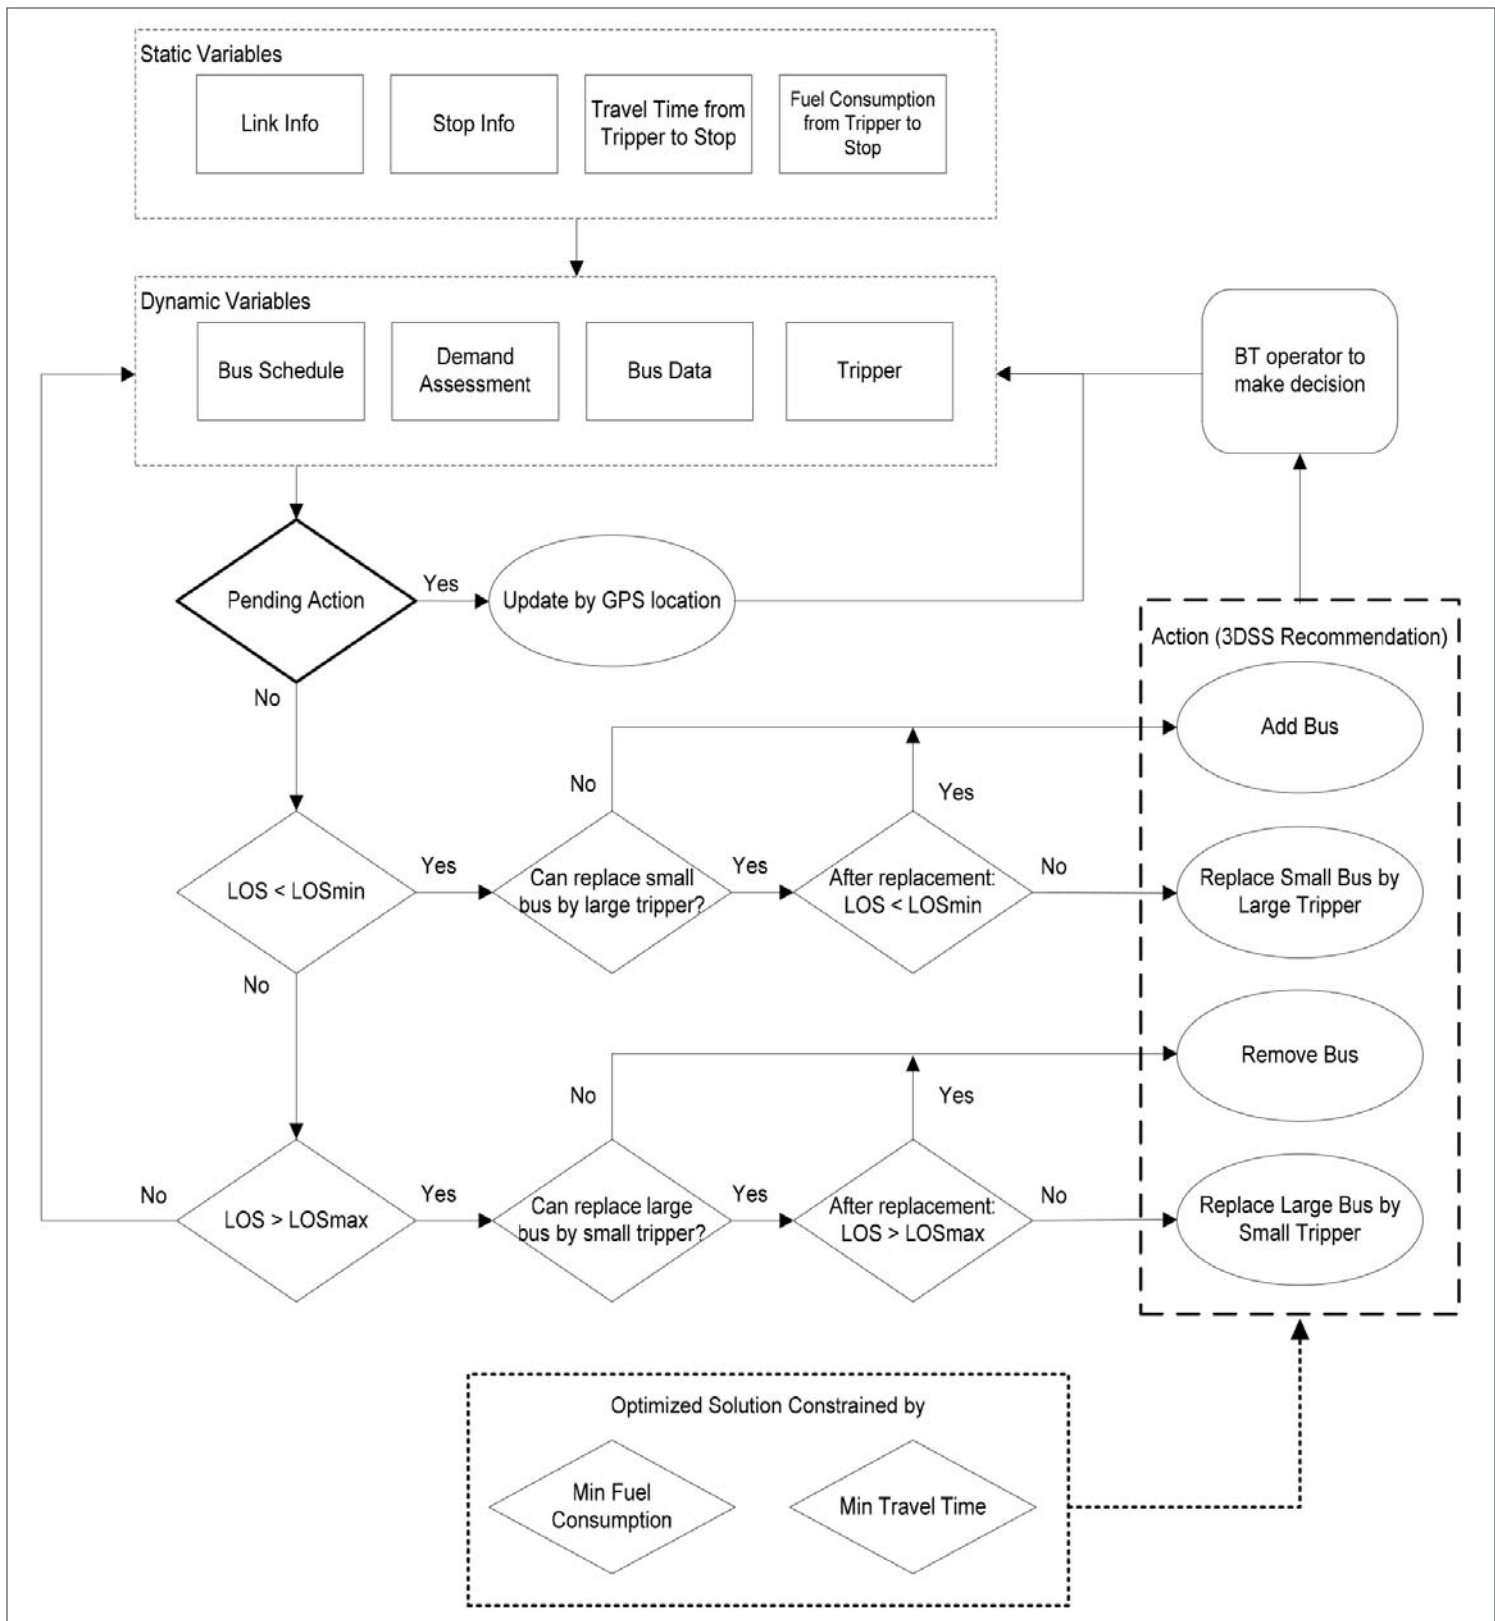 Static Variables
Link Info
Stop Info
Travel Time from
Tripper to Stop
Fuel Consumption
from Tripper to
Stop
Dynamic Variables
Bus Schedule
Demand
Assessment
Bus Data
Tripper
BT operator to
make decision
Pending Action
Yes
Update by GPS location
No
Action (3DSS Recommendation)
Add Bus
No
Yes
LOS < LOSmin
Yes
Can replace small
bus by large tripper?
Yes
After replacement:
LOS < LOSmin
No
Replace Small Bus by
Large Tripper
No
Remove Bus
No
Yes
No
LOS > LOSmax
Yes
Can replace large
bus by small tripper?
Yes
After replacement:
LOS > LOSmax
No
Replace Large Bus by
Small Tripper
Optimized Solution Constrained by
Min Fuel
Consumption
Min Travel Time